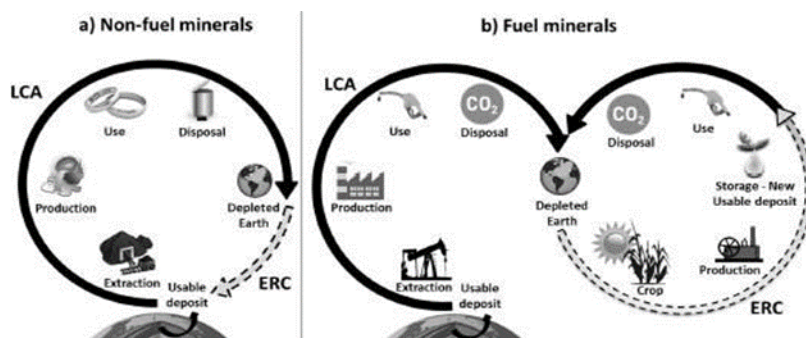 a) Non-fuel minerals
LCA
Use
Disposal
Production
Depleted
Earth
Extraction
Usable
deposit
ERC
b) Fuel minerals
LCA
Use
CO₂
Disposal
Production
Extraction
Usable
deposit
Depleted
Earth
CO₂
Disposal
Use
Storage - New
Usable deposit
Production
Crop
ERC